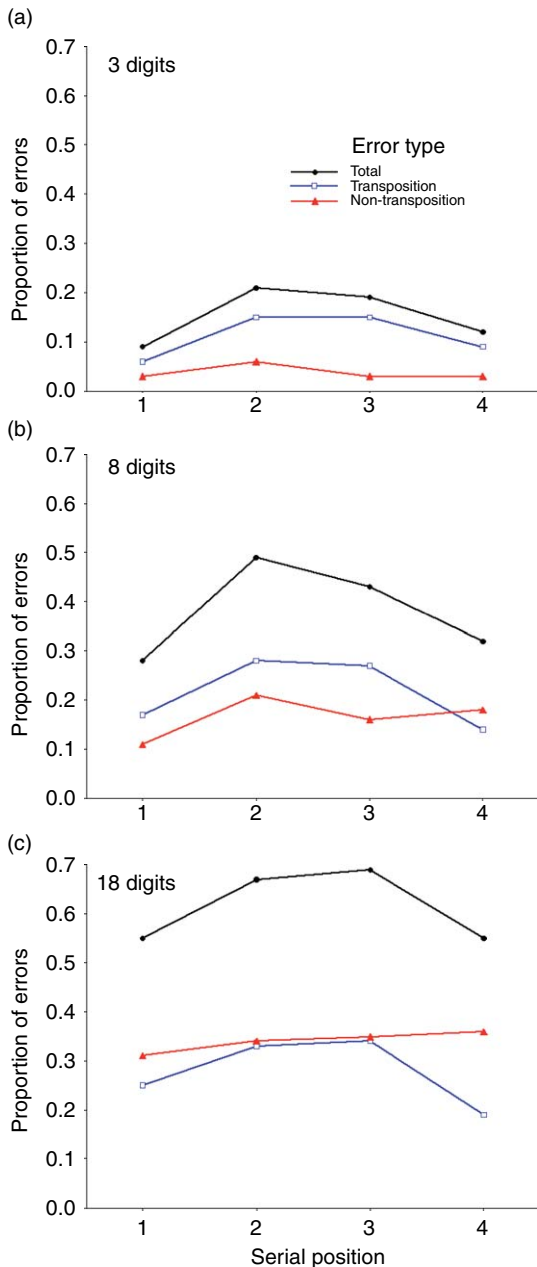 (a)
0.7
0.6
0.5
0.4
0.3
0.2
0.1
0.0
Proportion of errors
3 digits
Error type
Total
Transposition
Non-transposition
1 2 3 4
(b)
0.7
0.6
0.5
0.4
0.3
0.2
0.1
0.0
Proportion of errors
8 digits
1 2 3 4
(c)
0.7
0.6
0.5
0.4
0.3
0.2
0.1
0.0
Proportion of errors
18 digits
1 2 3 4
Serial position